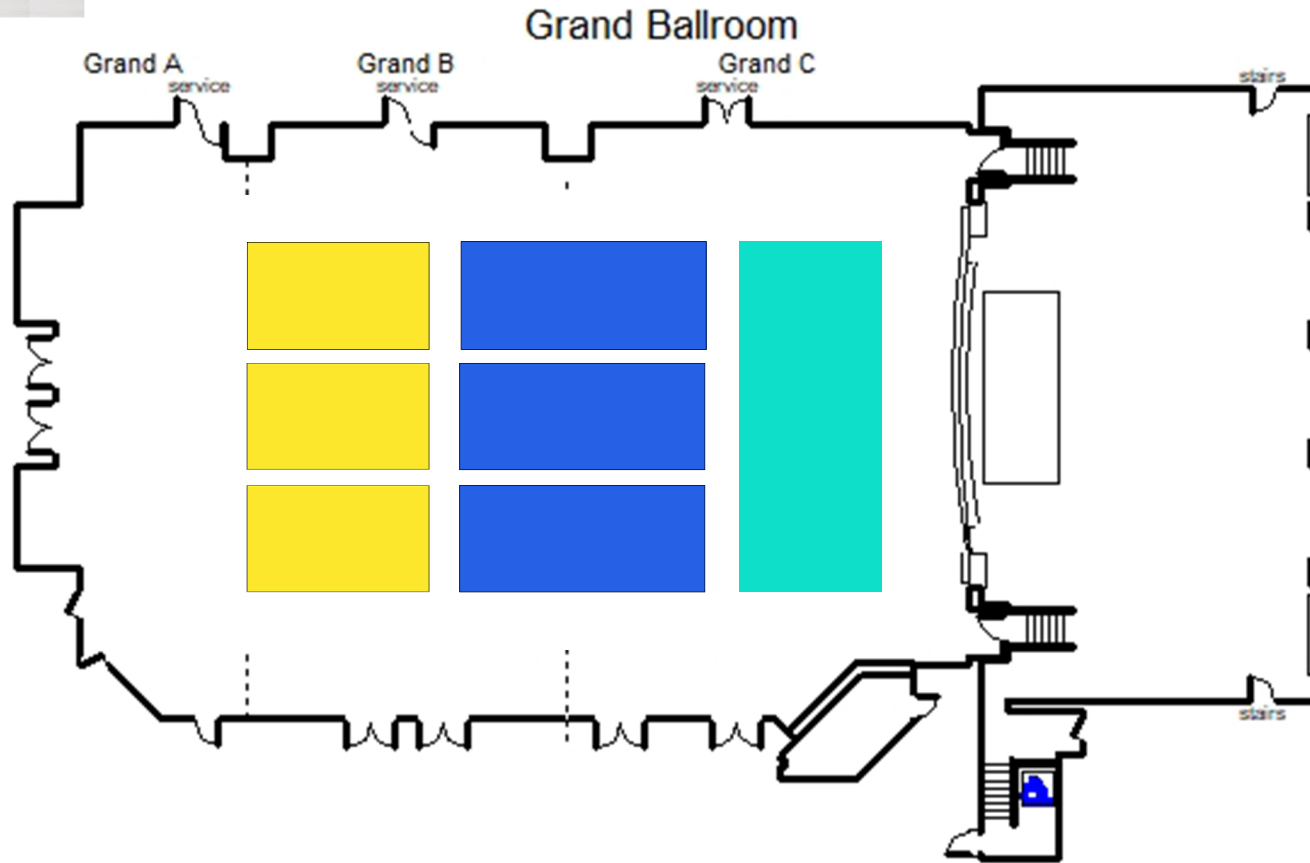 Grand Ballroom
Grand A
Grand B
Grand C
service
service
service
stairs
stairs